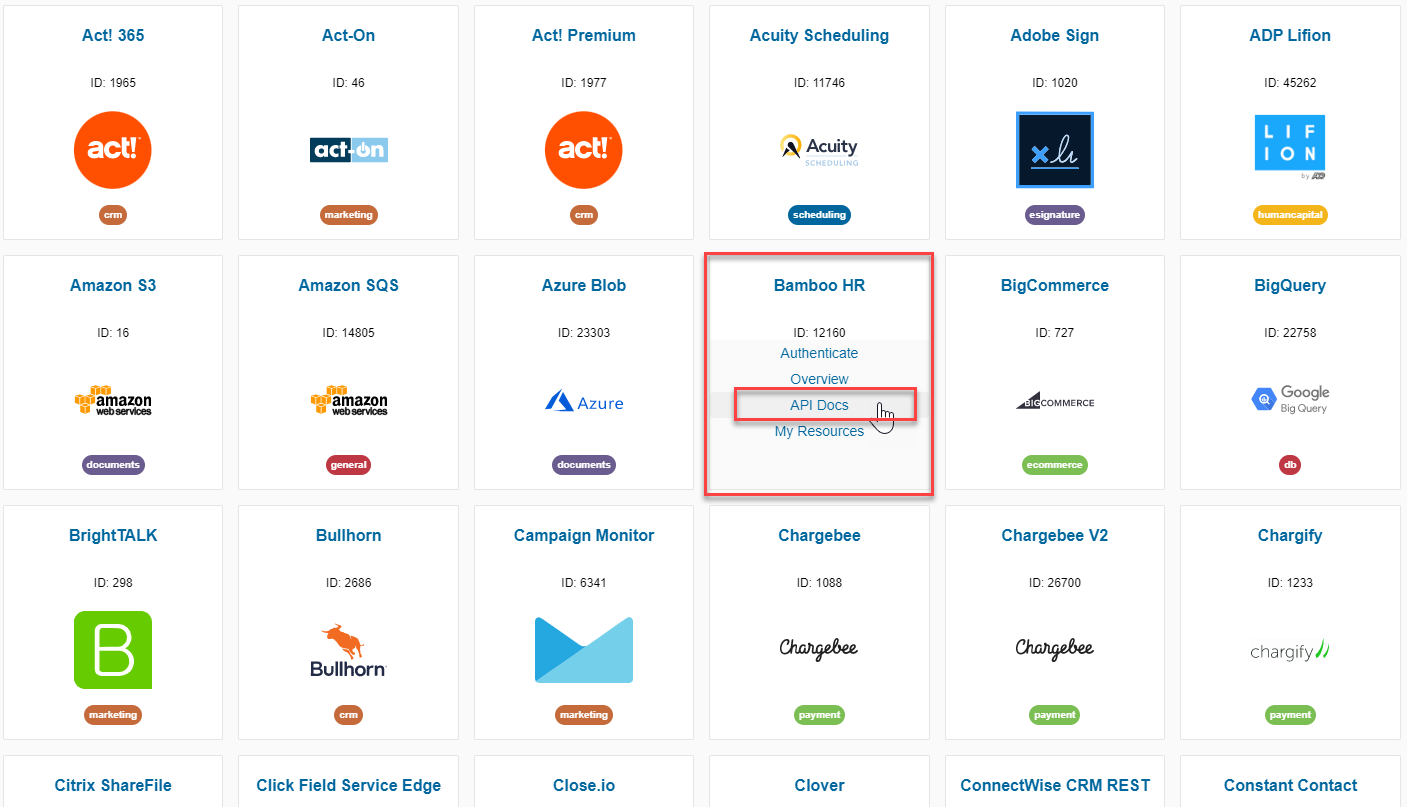 Act! 365
ID: 1965
act!
crm
Act-On
ID: 46
act-on
marketing
Act! Premium
ID: 1977
act!
crm
Acuity Scheduling
ID: 11746
Acuity
SCHEDULING
scheduling
Adobe Sign
ID: 1020
esignature
ADP Lifion
ID: 45262
LIF
ION
by ADP
humancapital
Amazon S3
ID: 16
amazon
web services
documents
Amazon SQS
ID: 14805
amazon
web services
general
Azure Blob
ID: 23303
Azure
documents
Bamboo HR
ID: 12160
Authenticate
Overview
API Docs
My Resources
BigCommerce
ID: 727
BIGCOMMERCE
ecommerce
BigQuery
ID: 22758
Google
Big Query
db
BrightTALK
ID: 298
B
marketing
Bullhorn
ID: 2686
Bullhorn
crm
Campaign Monitor
ID: 6341
marketing
Chargebee
ID: 1088
Chargebee
payment
Chargebee V2
ID: 26700
Chargebee
payment
Chargify
ID: 1233
chargify
payment
Citrix ShareFile
Click Field Service Edge
Close.io
Clover
ConnectWise CRM REST
Constant Contact